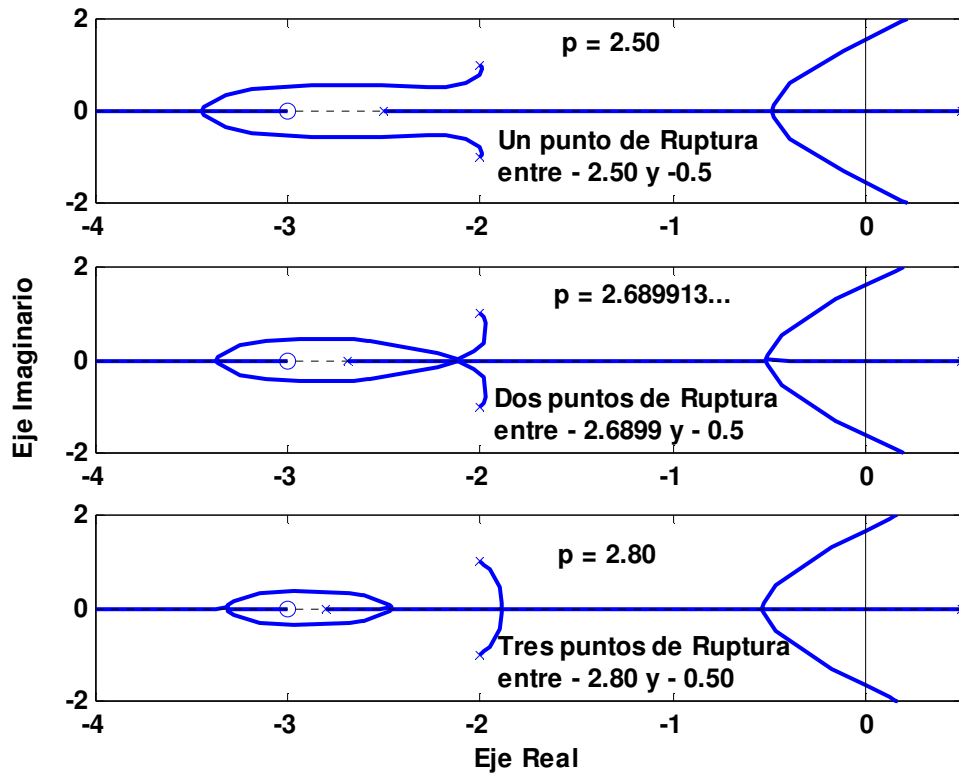 2
p = 2.50
0
Un punto de Ruptura
entre - 2.50 y -0.5
-2
-4
-3
-2
-1
0
2
p = 2.689913...
0
Dos puntos de Ruptura
entre - 2.6899 y - 0.5
-2
-4
-3
-2
-1
0
Eje Imaginario
2
p = 2.80
0
Tres puntos de Ruptura
entre - 2.80 y - 0.50
-2
-4
-3
-2
-1
0
Eje Real